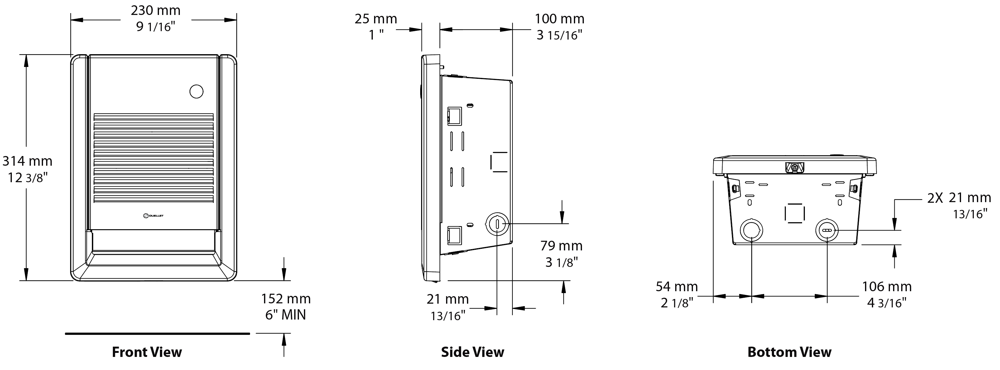 230 mm
9 1/16"
314 mm
12 3/8"
OUELLET
152 mm
6" MIN
Front View
25 mm
1 "
100 mm
3 15/16"
79 mm
3 1/8"
21 mm
13/16"
Side View
2X 21 mm
13/16"
54 mm
2 1/8"
106 mm
4 3/16"
Bottom View